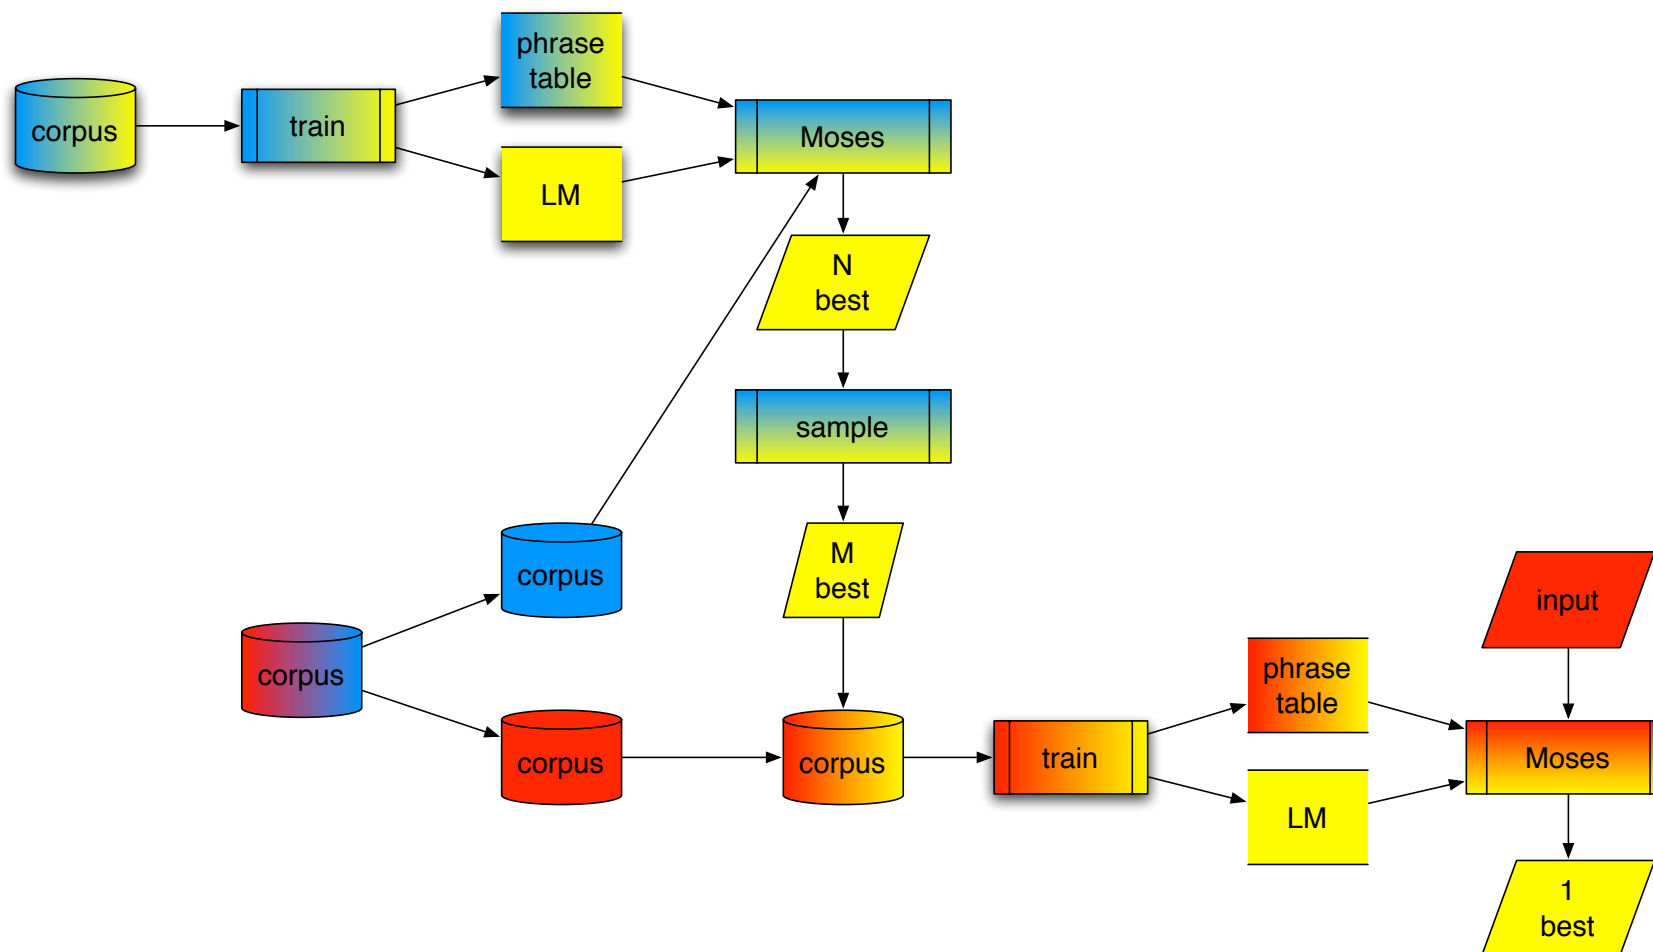 phrase
table
corpus
train
Moses
LM
N
best
sample
M
best
corpus
input
corpus
phrase
table
corpus
corpus
train
Moses
LM
1
best